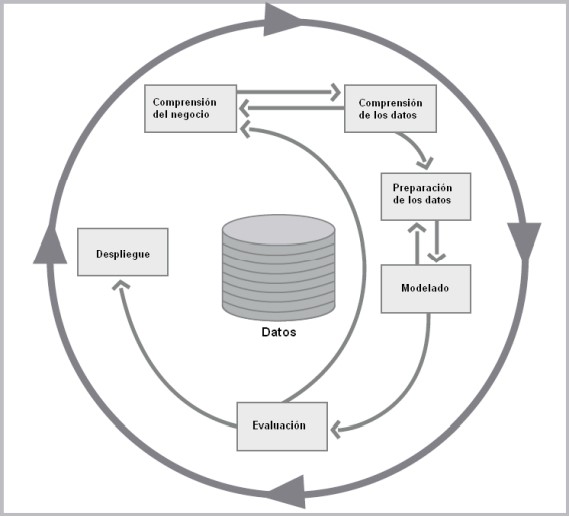 Comprensión
del negocio
Comprensión
de los datos
Preparación
de los datos
Despliegue
Modelado
Datos
Evaluación